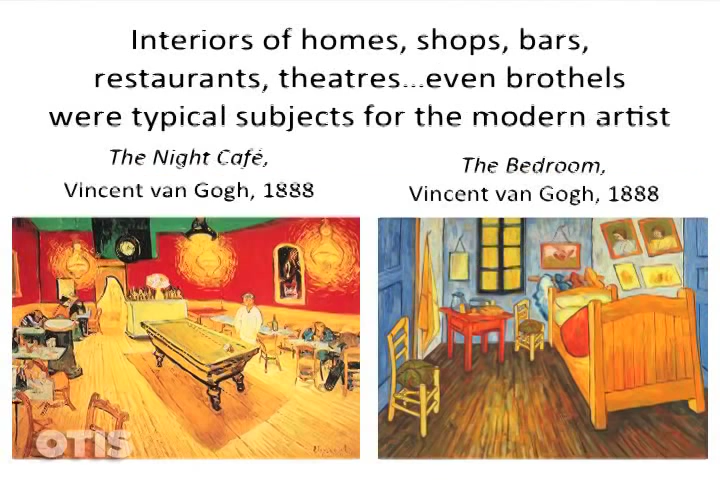 Interiors of homes, shops, bars,
restaurants, theatres...even brothels
were typical subjects for the modern artist
The Night Café,
Vincent van Gogh, 1888
The Bedroom,
Vincent van Gogh, 1888
OTIS